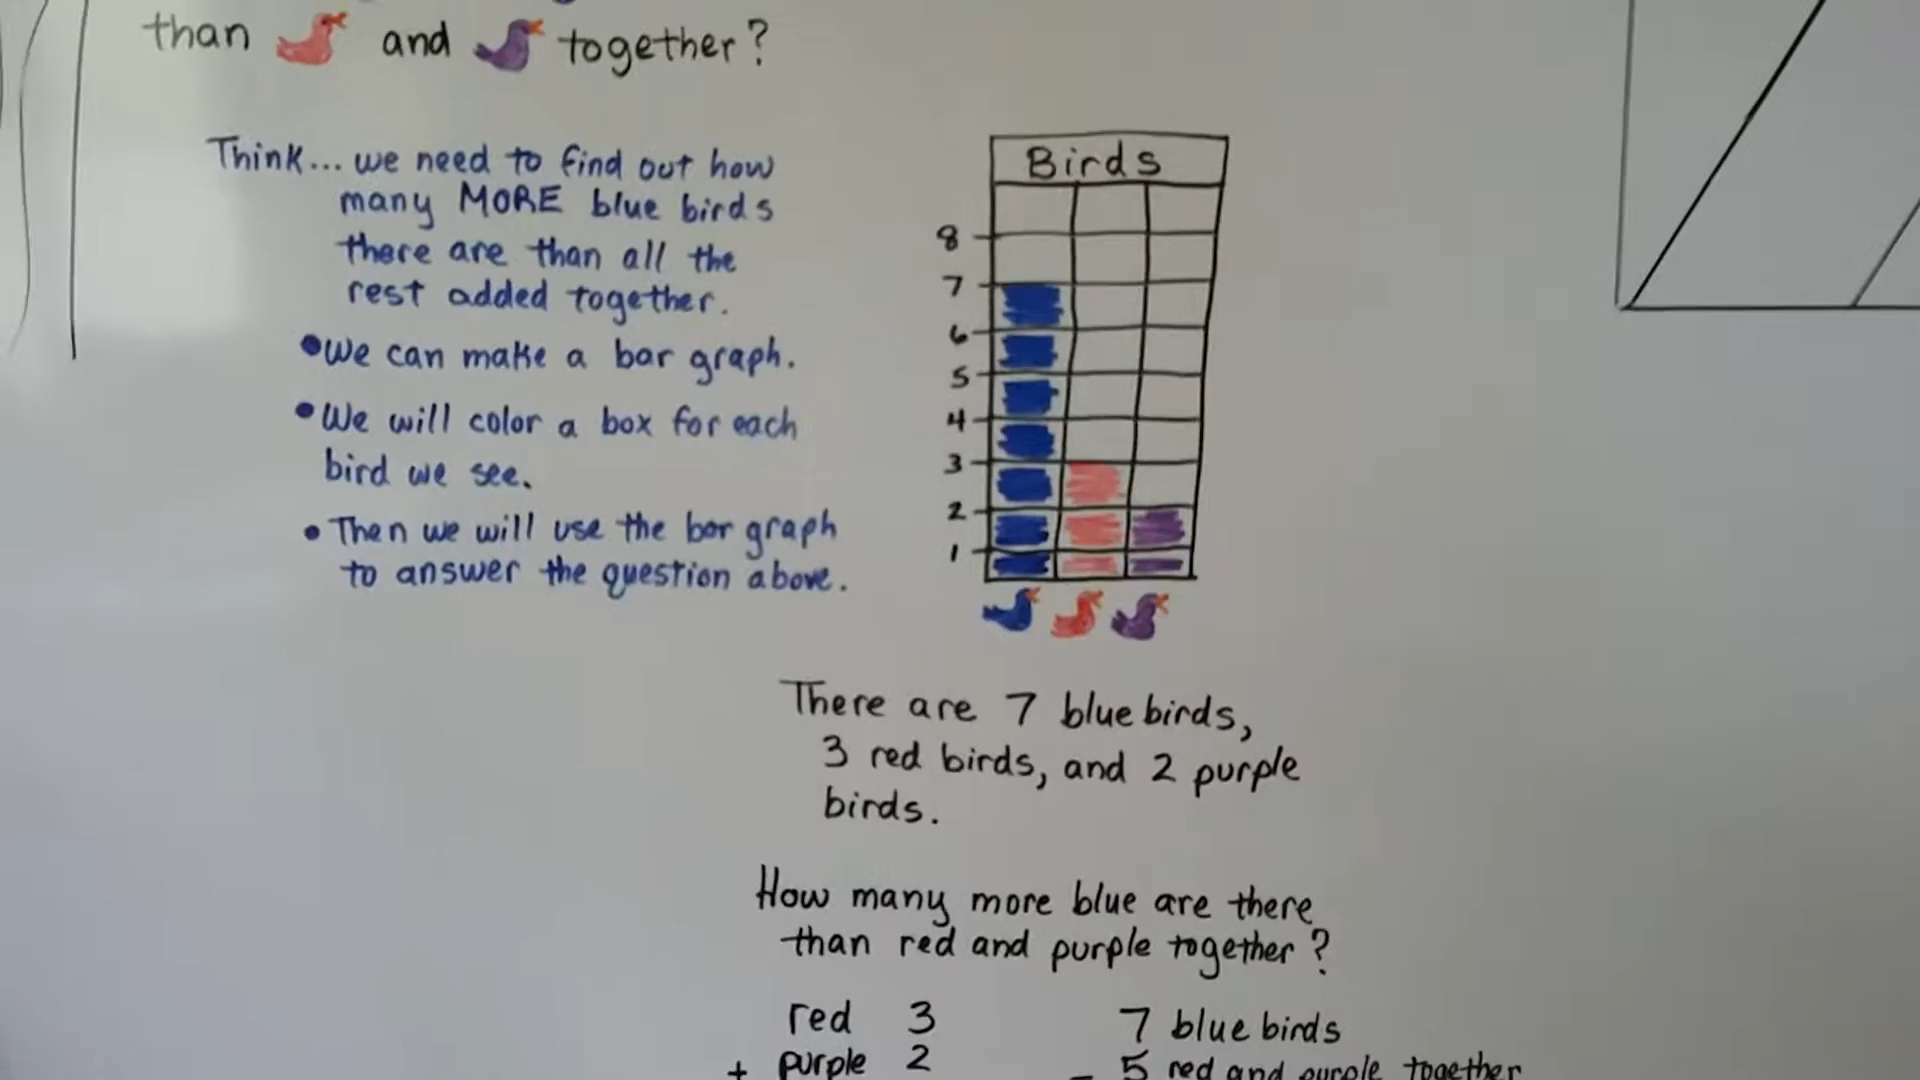 than and together?
Think... we need to find out how
many MORE blue birds
there are than all the
rest added together.
• We can make a bar graph.
• We will color a box for each
bird we see.
• Then we will use the bar graph
to answer the question above.
Birds
8
7
6
5
4
3
2
1
There are 7 blue birds,
3 red birds, and 2 purple
birds.
How many more blue are there
than red and purple together?
red 3
+ purple 2
7 blue birds
- 5 red and purple together